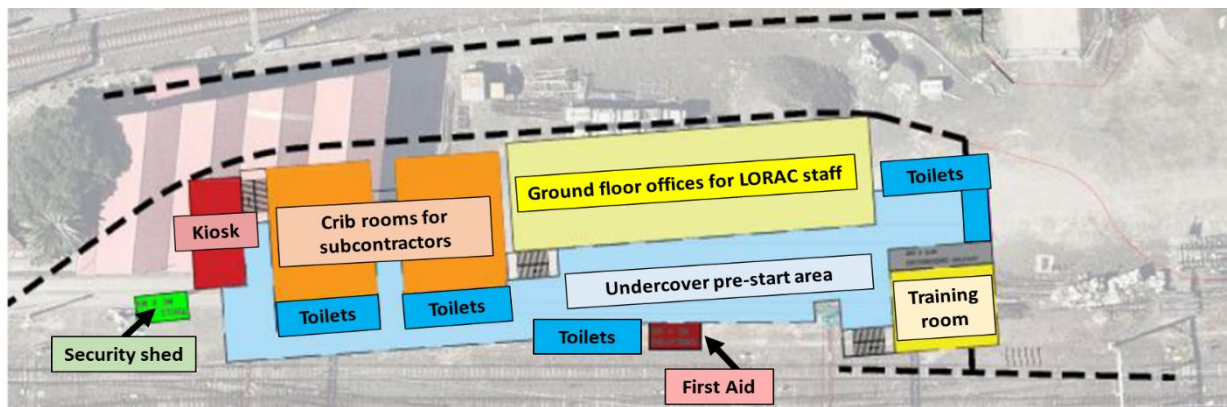 Ground floor offices for LORAC staff
Toilets
Kiosk
Crib rooms for
subcontractors
Undercover pre-start area
Toilets
Toilets
Training
room
Toilets
Security shed
First Aid